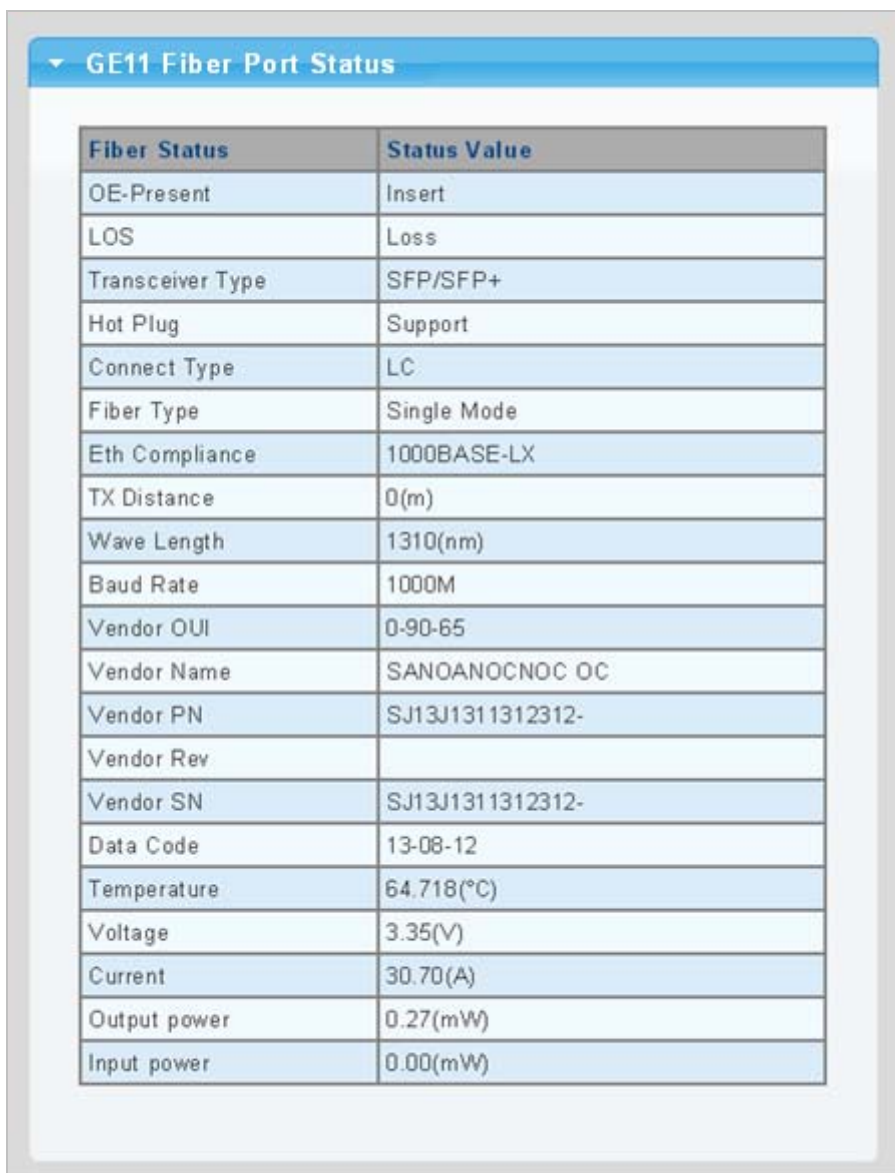 GE11 Fiber Port Status
Fiber Status Status Value
OE-Present Insert
LOS Loss
Transceiver Type SFP/SFP+
Hot Plug Support
Connect Type LC
Fiber Type Single Mode
Eth Compliance 1000BASE-LX
TX Distance 0(m)
Wave Length 1310(nm)
Baud Rate 1000M
Vendor OUI 0-90-65
Vendor Name SANOANOCNOC OC
Vendor PN SJ13J1311312312-
Vendor Rev
Vendor SN SJ13J1311312312-
Data Code 13-08-12
Temperature 64.718(°C)
Voltage 3.35(V)
Current 30.70(A)
Output power 0.27(mW)
Input power 0.00(mW)